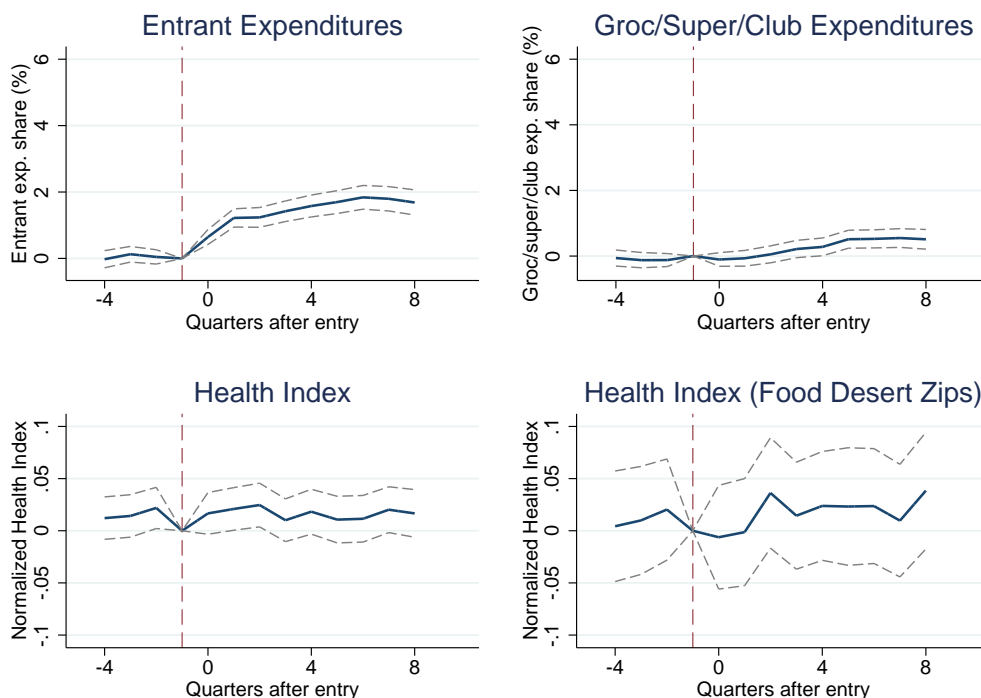 Entrant Expenditures
Entrant exp. share (%)
6
4
2
0
-4 0 4 8
Quarters after entry
Groc/Super/Club Expenditures
Groc/super/club exp. share (%)
6
4
2
0
-4 0 4 8
Quarters after entry
Health Index
Normalized Health Index
.1
.05
0
-.05
-.1
-4 0 4 8
Quarters after entry
Health Index (Food Desert Zips)
Normalized Health Index
.1
.05
0
-.05
-.1
-4 0 4 8
Quarters after entry